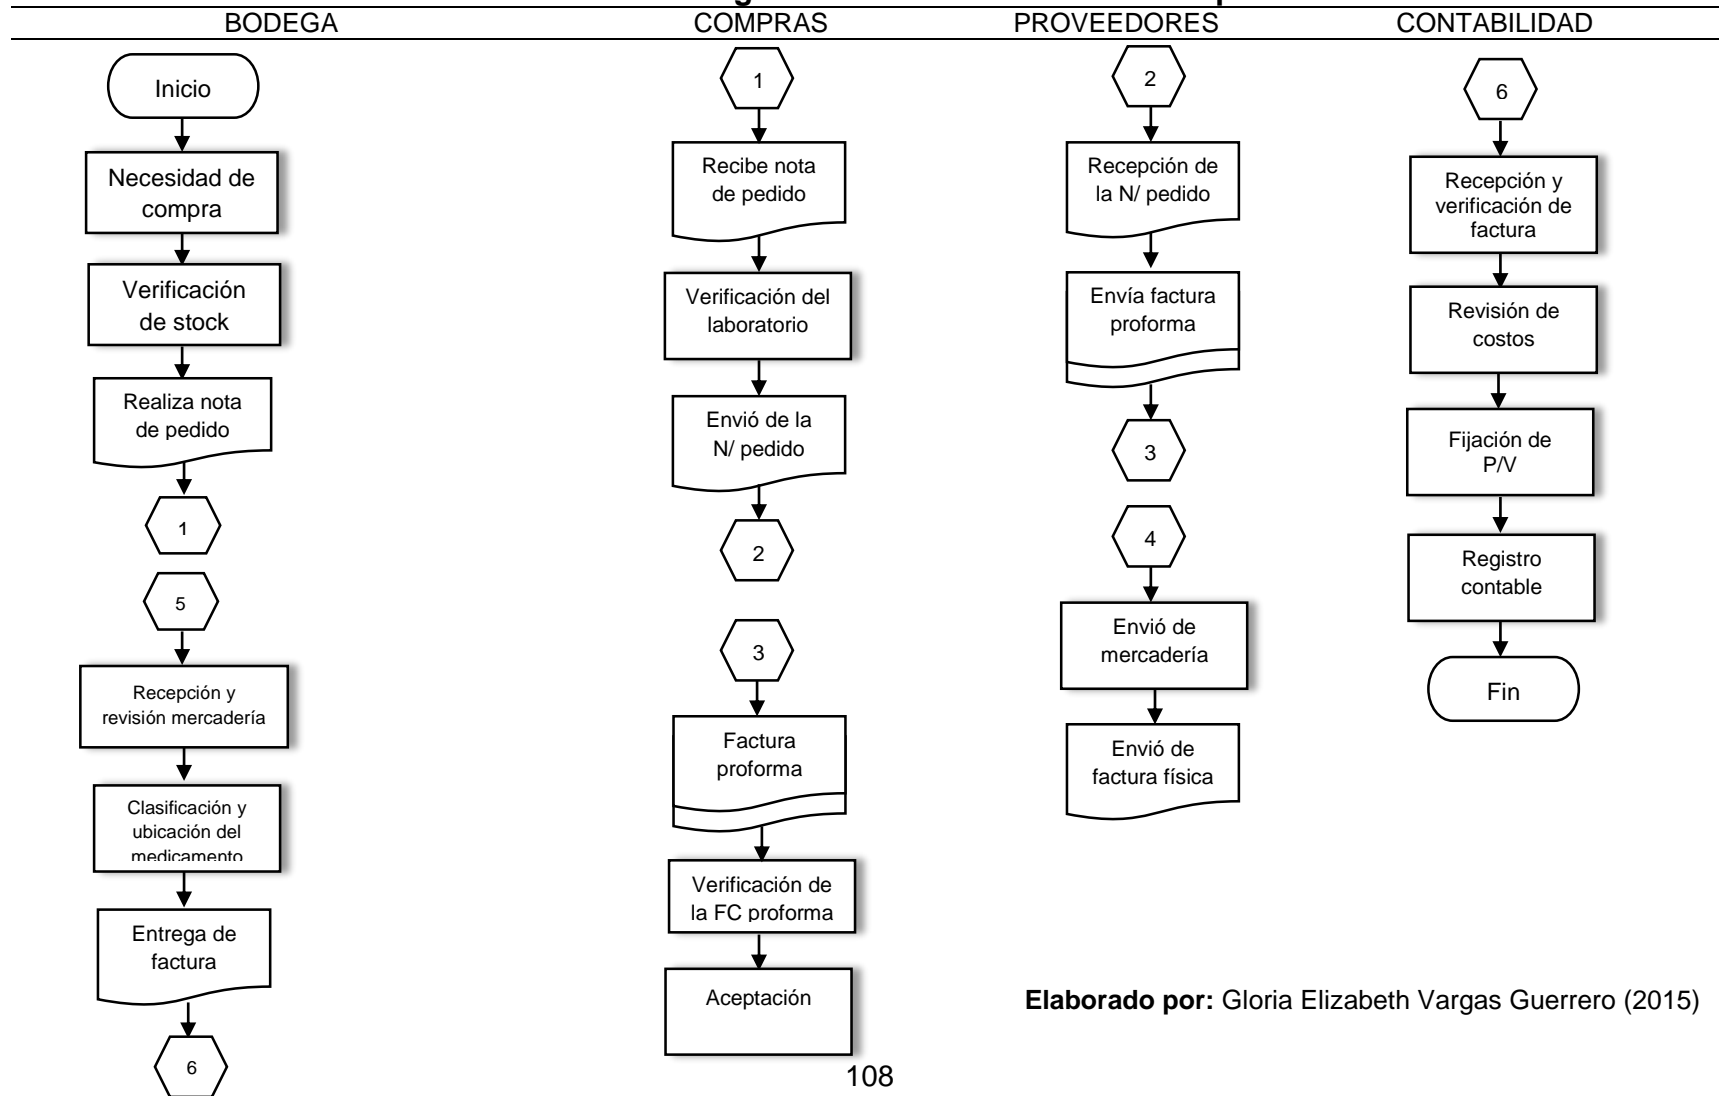 BODEGA
COMPRAS
PROVEEDORES
CONTABILIDAD
Inicio
Necesidad de
compra
Verificación
de stock
Realiza nota
de pedido
1
5
Recepción y
revisión mercadería
Clasificación y
ubicación del
medicamento
Entrega de
factura
6
1
Recibe nota
de pedido
Verificación del
laboratorio
Envió de la
N/ pedido
2
3
Factura
proforma
Verificación de
la FC proforma
Aceptación
2
Recepción de
la N/ pedido
Envía factura
proforma
3
4
Envió de
mercadería
Envió de
factura física
6
Recepción y
verificación de
factura
Revisión de
costos
Fijación de
P/V
Registro
contable
Fin
Elaborado por: Gloria Elizabeth Vargas Guerrero (2015)
108